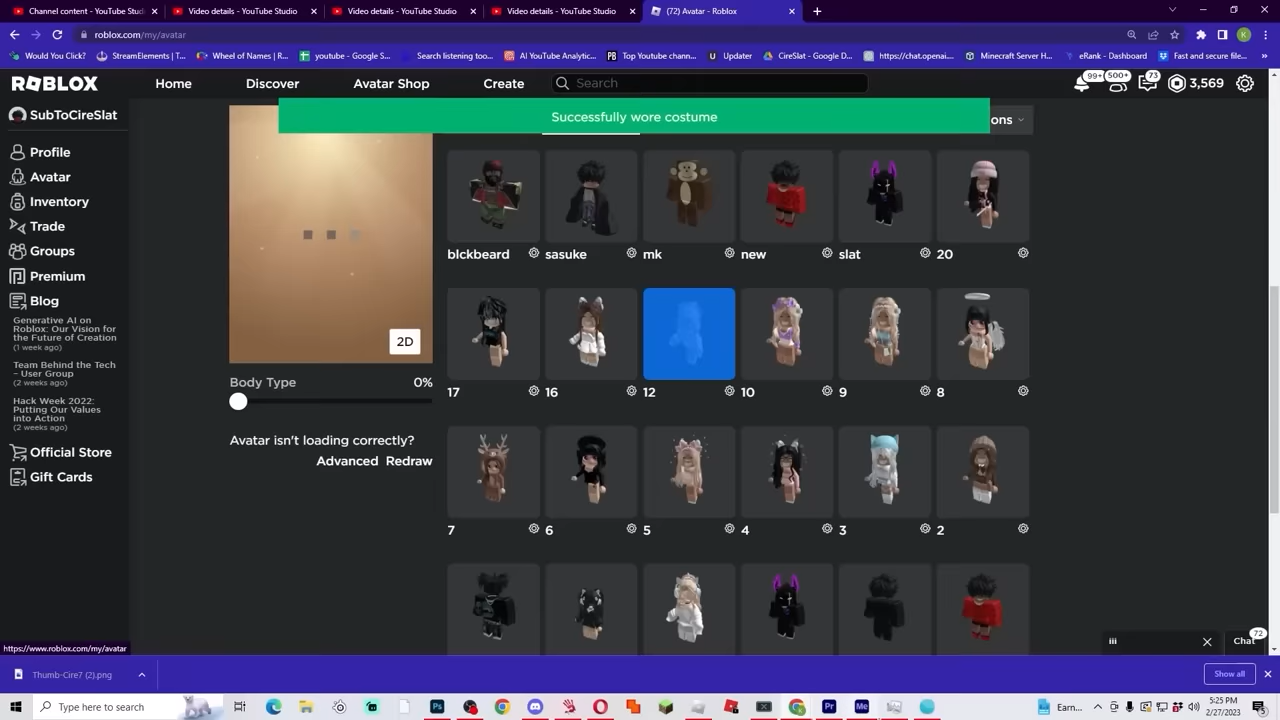 Channel content - YouTube Studi
Video details - YouTube Studio
Video details - YouTube Studio
Video details - YouTube Studio
(72) Avatar - Roblox
roblox.com/my/avatar
Would You Click?
StreamElements | T...
Wheel of Names | R...
youtube - Google S...
Search listening too...
AI YouTube Analytic...
Top Youtube chann...
Updater
CireSlat - Google D...
https://chat.openai...
Minecraft Server H...
eRank - Dashboard
Fast and secure file...
ROBLOX
Home
Discover
Avatar Shop
Create
Search
99+
500+
73
3,569
SubToCireSlat
Profile
Avatar
Inventory
Trade
Groups
Premium
Blog
Generative AI on
Roblox: Our Vision for
the Future of Creation
(1 week ago)
Team Behind the Tech
– User Group
(2 weeks ago)
Hack Week 2022:
Putting Our Values
into Action
(2 weeks ago)
Official Store
Gift Cards
Successfully wore costume
ons
2D
Body Type 0%
Avatar isn't loading correctly?
Advanced Redraw
blckbeard
sasuke
mk
new
slat
20
17
16
12
10
9
8
7
6
5
4
3
2
iii
Chat
72
https://www.roblox.com/my/avatar
Thumb-Cire7 (2).png
Show all
Type here to search
Ps
Pr
Me
Earn...
5:25 PM
2/27/2023